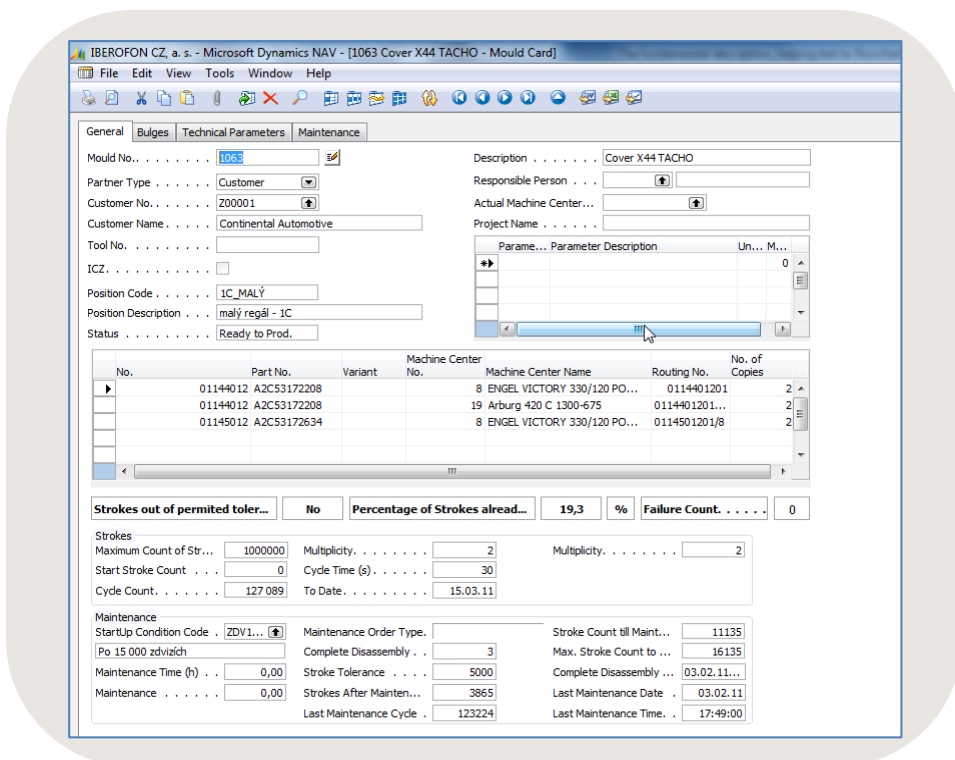 IBEROFON CZ, a. s. - Microsoft Dynamics NAV - [1063 Cover X44 TACHO - Mould Card]
File Edit View Tools Window Help
General Bulges Technical Parameters Maintenance
Mould No.. . . . . . . . . 1063 Description . . . . . . . Cover X44 TACHO
Partner Type . . . . . . Customer Responsible Person . . .
Customer No.. . . . . . Z00001 Actual Machine Center...
Customer Name . . . . . Continental Automotive Project Name . . . . . .
Tool No. . . . . . . . . . Parame... Parameter Description Un... M...
ICZ. . . . . . . . . . . . 0
Position Code . . . . . . 1C_MALÝ
Position Description . . . malý regál - 1C
Status . . . . . . . . . . Ready to Prod.
No. Part No. Variant Machine Center No. Machine Center Name Routing No. No. of Copies
01144012 A2C53172208 8 ENGEL VICTORY 330/120 PO... 0114401201 2
01144012 A2C53172208 19 Arburg 420 C 1300-675 0114401201... 2
01145012 A2C53172634 8 ENGEL VICTORY 330/120 PO... 0114501201/8 2
Strokes out of permited toler... No Percentage of Strokes alread... 19,3 % Failure Count. . . . . . 0
Strokes
Maximum Count of Str... 1000000 Multiplicity. . . . . . . . 2 Multiplicity. . . . . . . . 2
Start Stroke Count . . . 0 Cycle Time (s) . . . . . . 30
Cycle Count. . . . . . . 127 089 To Date. . . . . . . . . 15.03.11
Maintenance
StartUp Condition Code . ZDV1... Maintenance Order Type. Stroke Count till Maint... 11135
Po 15 000 zdvizích Complete Disassembly . . 3 Max. Stroke Count to ... 16135
Maintenance Time (h) . . 0,00 Stroke Tolerance . . . . 5000 Complete Disassembly ... 03.02.11...
Maintenance . . . . . . 0,00 Strokes After Mainten... 3865 Last Maintenance Date . 03.02.11
Last Maintenance Cycle . 123224 Last Maintenance Time. . 17:49:00